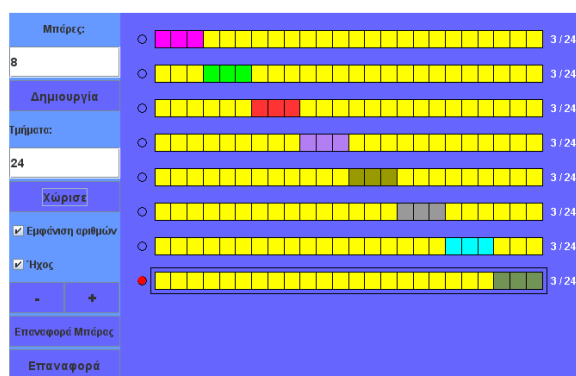 Μπάρες:
8
Δημιουργία
Τμήματα:
24
Χώρισε
Εμφάνιση αριθμών
Ήχος
- +
Επαναφορά Μπάρας
Επαναφορά
3 / 24
3 / 24
3 / 24
3 / 24
3 / 24
3 / 24
3 / 24
3 / 24